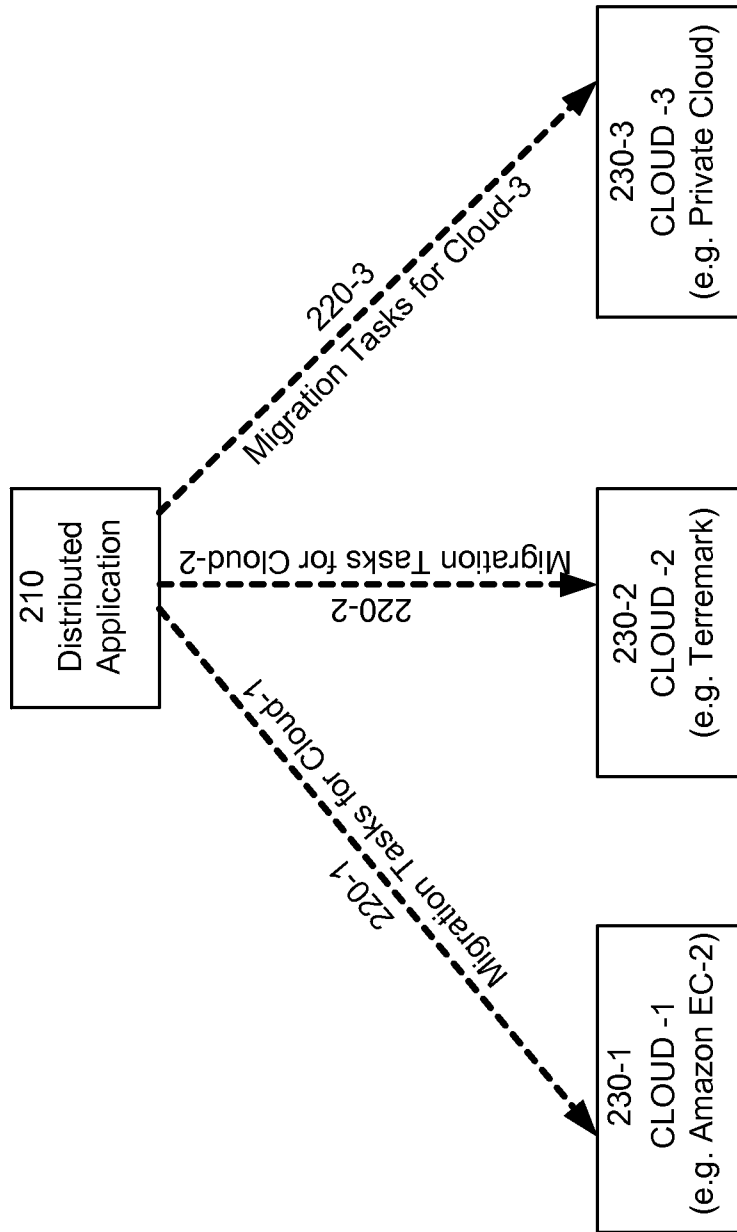 210
Distributed
Application
220-1
Migration Tasks for Cloud-1
220-2
Migration Tasks for Cloud-2
220-3
Migration Tasks for Cloud-3
230-1
CLOUD -1
(e.g. Amazon EC-2)
230-2
CLOUD -2
(e.g. Terremark)
230-3
CLOUD -3
(e.g. Private Cloud)